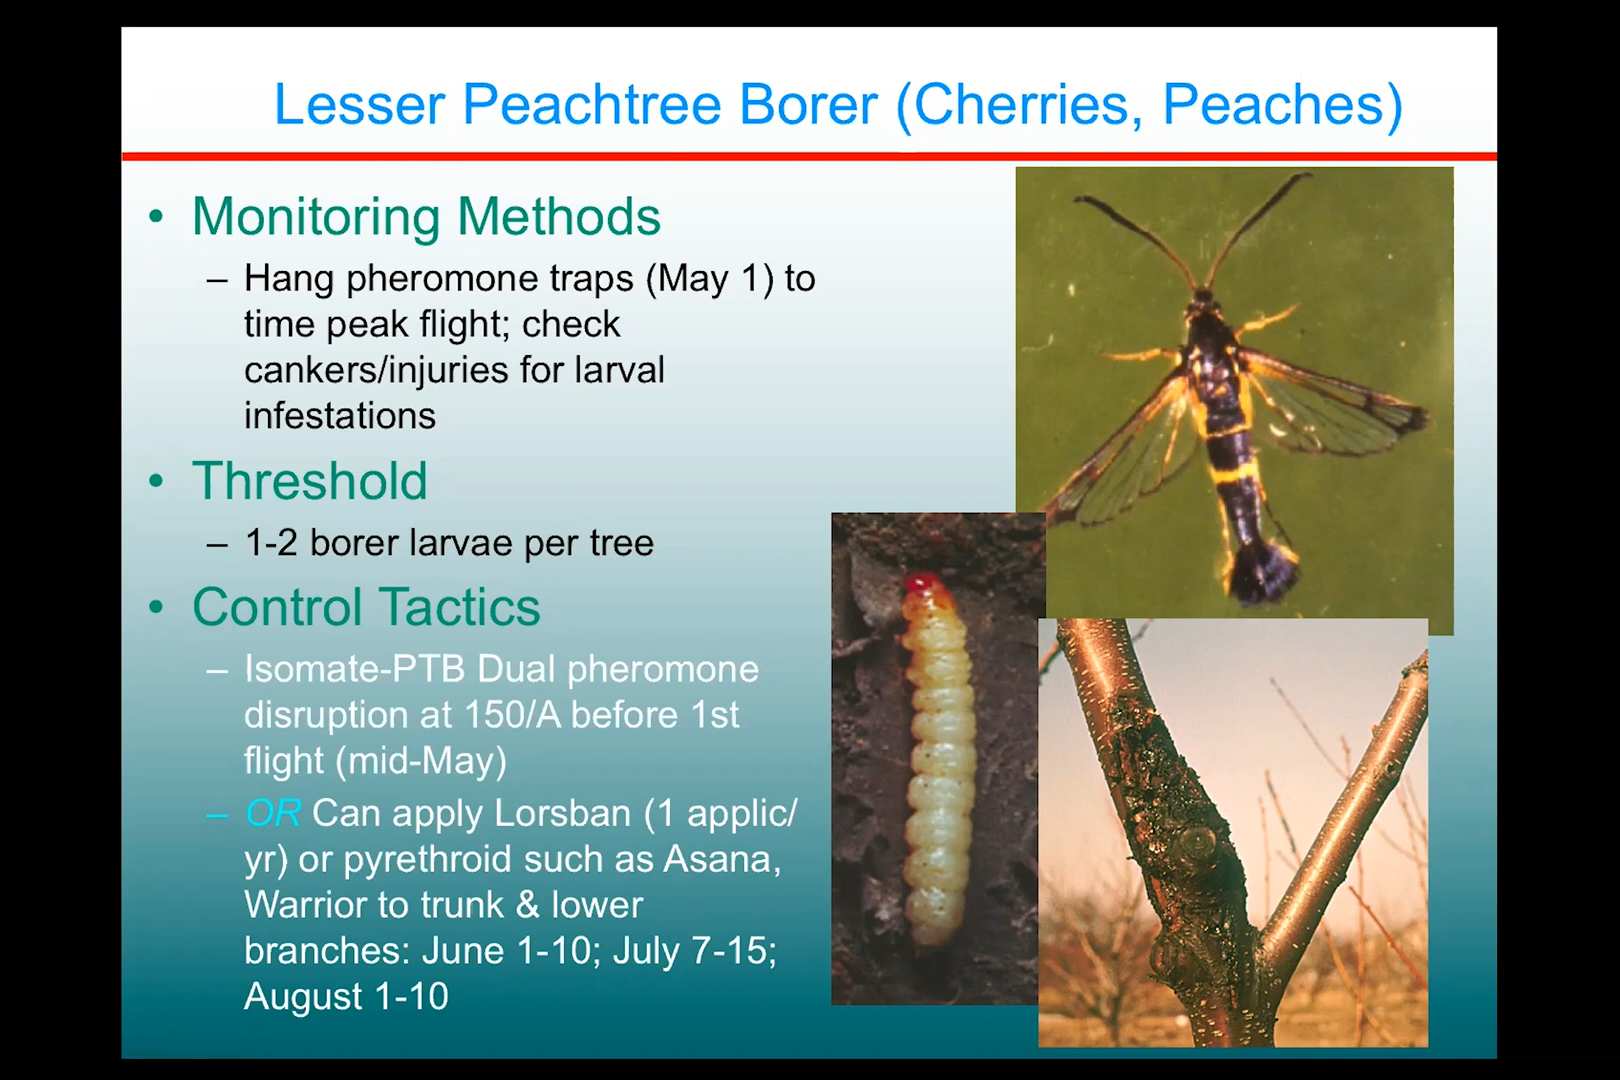 Lesser Peachtree Borer (Cherries, Peaches)
• Monitoring Methods
– Hang pheromone traps (May 1) to
time peak flight; check
cankers/injuries for larval
infestations
• Threshold
– 1-2 borer larvae per tree
• Control Tactics
– Isomate-PTB Dual pheromone
disruption at 150/A before 1st
flight (mid-May)
– OR Can apply Lorsban (1 applic/
yr) or pyrethroid such as Asana,
Warrior to trunk & lower
branches: June 1-10; July 7-15;
August 1-10